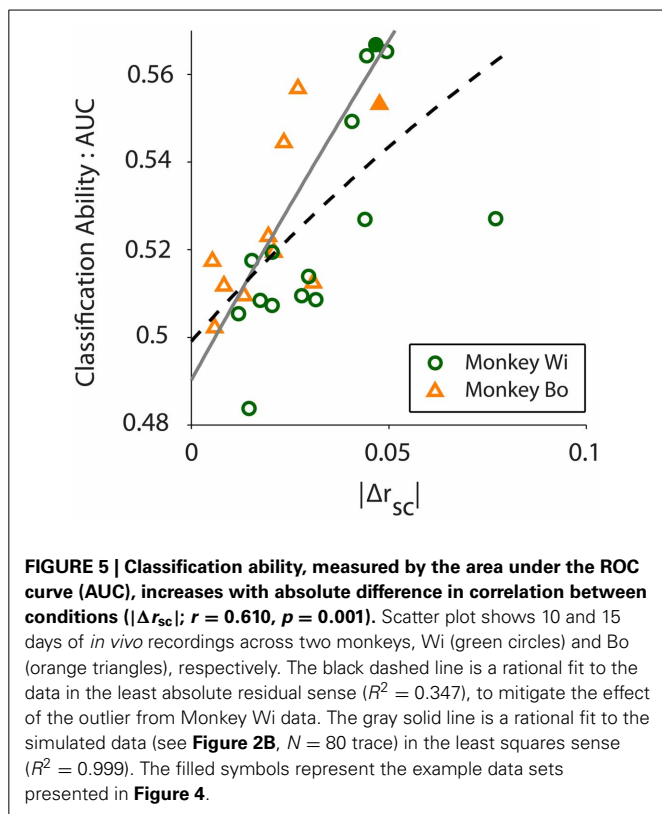 Classification Ability : AUC
0.56
0.54
0.52
0.5
0.48
0
0.05
0.1
|Δrsc|
Monkey Wi
Monkey Bo
FIGURE 5 | Classification ability, measured by the area under the ROC
curve (AUC), increases with absolute difference in correlation between
conditions (|Δrsc|; r = 0.610, p = 0.001). Scatter plot shows 10 and 15
days of in vivo recordings across two monkeys, Wi (green circles) and Bo
(orange triangles), respectively. The black dashed line is a rational fit to the
data in the least absolute residual sense (R² = 0.347), to mitigate the effect
of the outlier from Monkey Wi data. The gray solid line is a rational fit to the
simulated data (see Figure 2B, N = 80 trace) in the least squares sense
(R² = 0.999). The filled symbols represent the example data sets
presented in Figure 4.